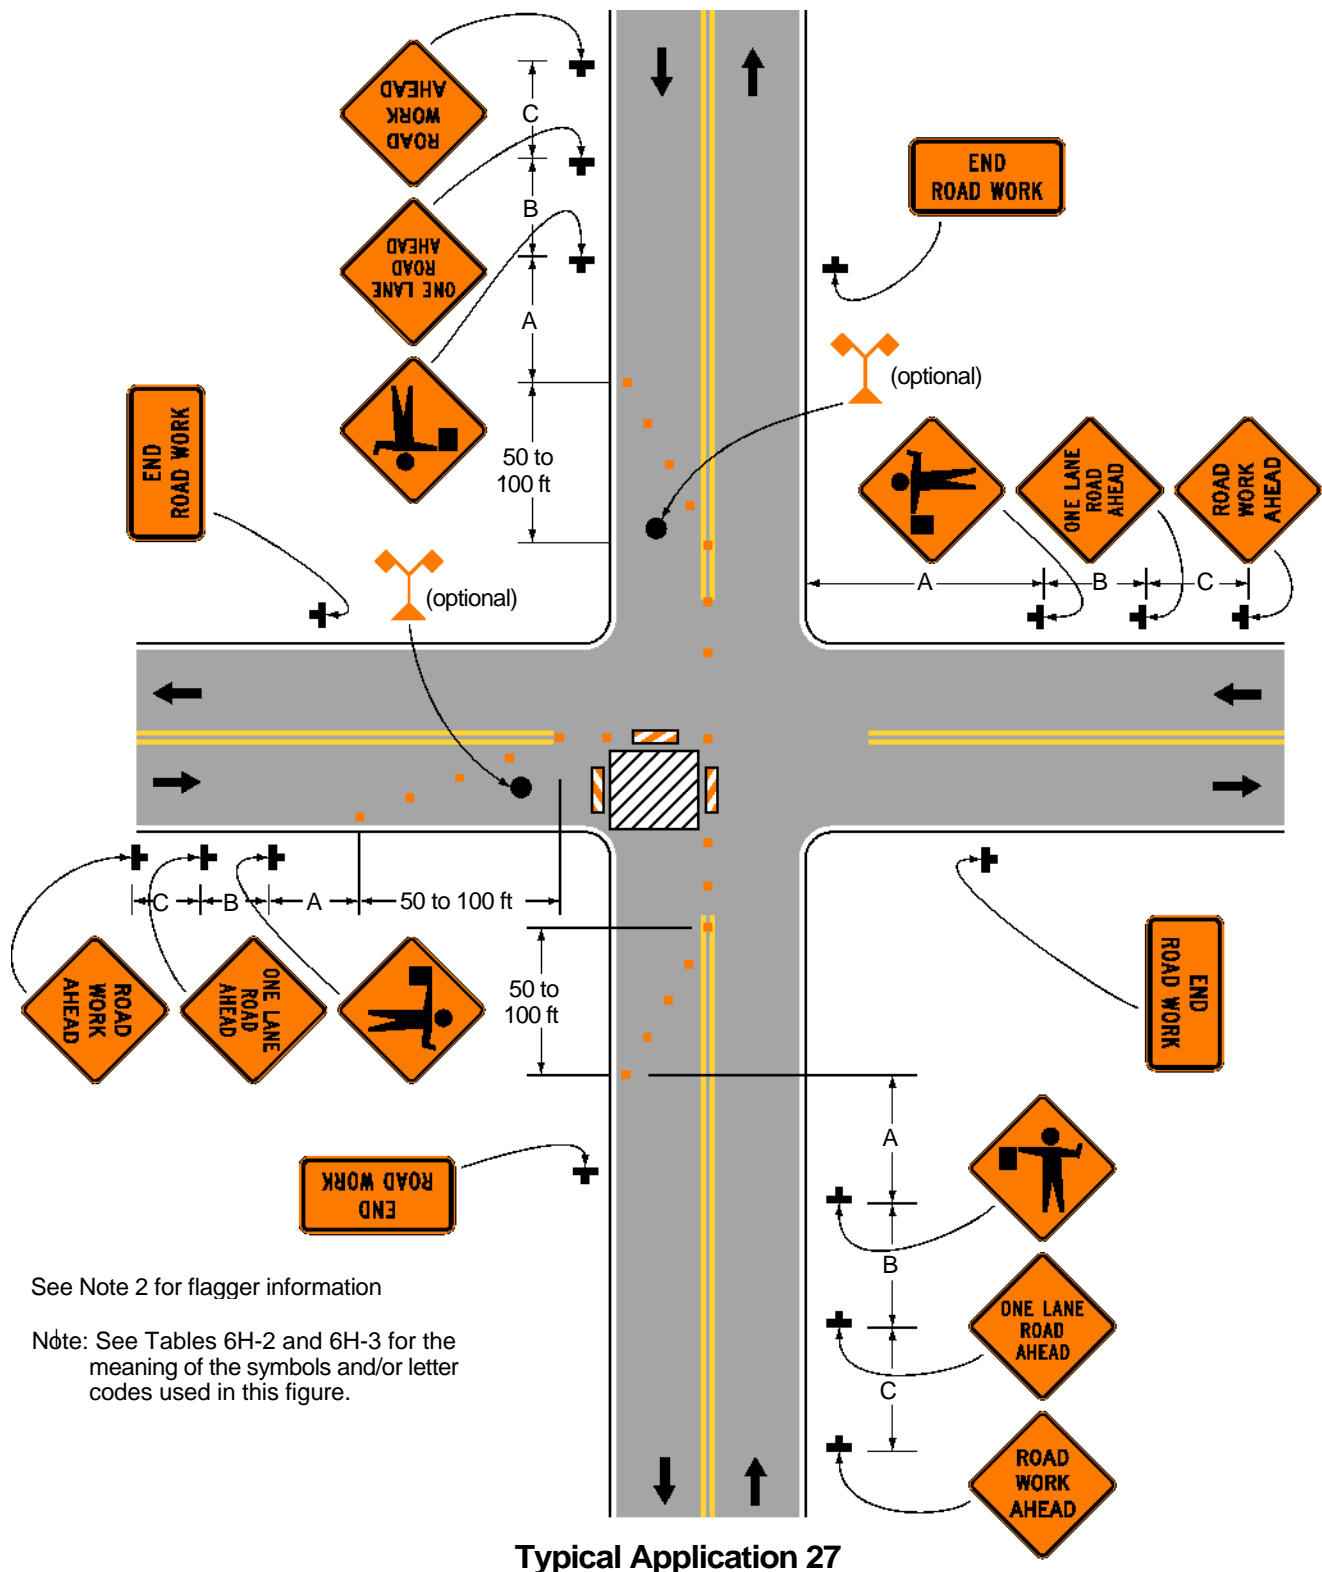 ROAD
WORK
AHEAD
C
END
ROAD WORK
B
ONE LANE
ROAD
AHEAD
A
(optional)
END
ROAD WORK
50 to
100 ft
ONE LANE
ROAD
AHEAD
ROAD
WORK
AHEAD
A
B
C
(optional)
C
B
A
50 to 100 ft
ROAD
WORK
AHEAD
ONE LANE
ROAD
AHEAD
50 to
100 ft
END
ROAD WORK
A
END
ROAD WORK
B
ONE LANE
ROAD
AHEAD
C
ROAD
WORK
AHEAD
See Note 2 for flagger information
Note: See Tables 6H-2 and 6H-3 for the
meaning of the symbols and/or letter
codes used in this figure.
Typical Application 27